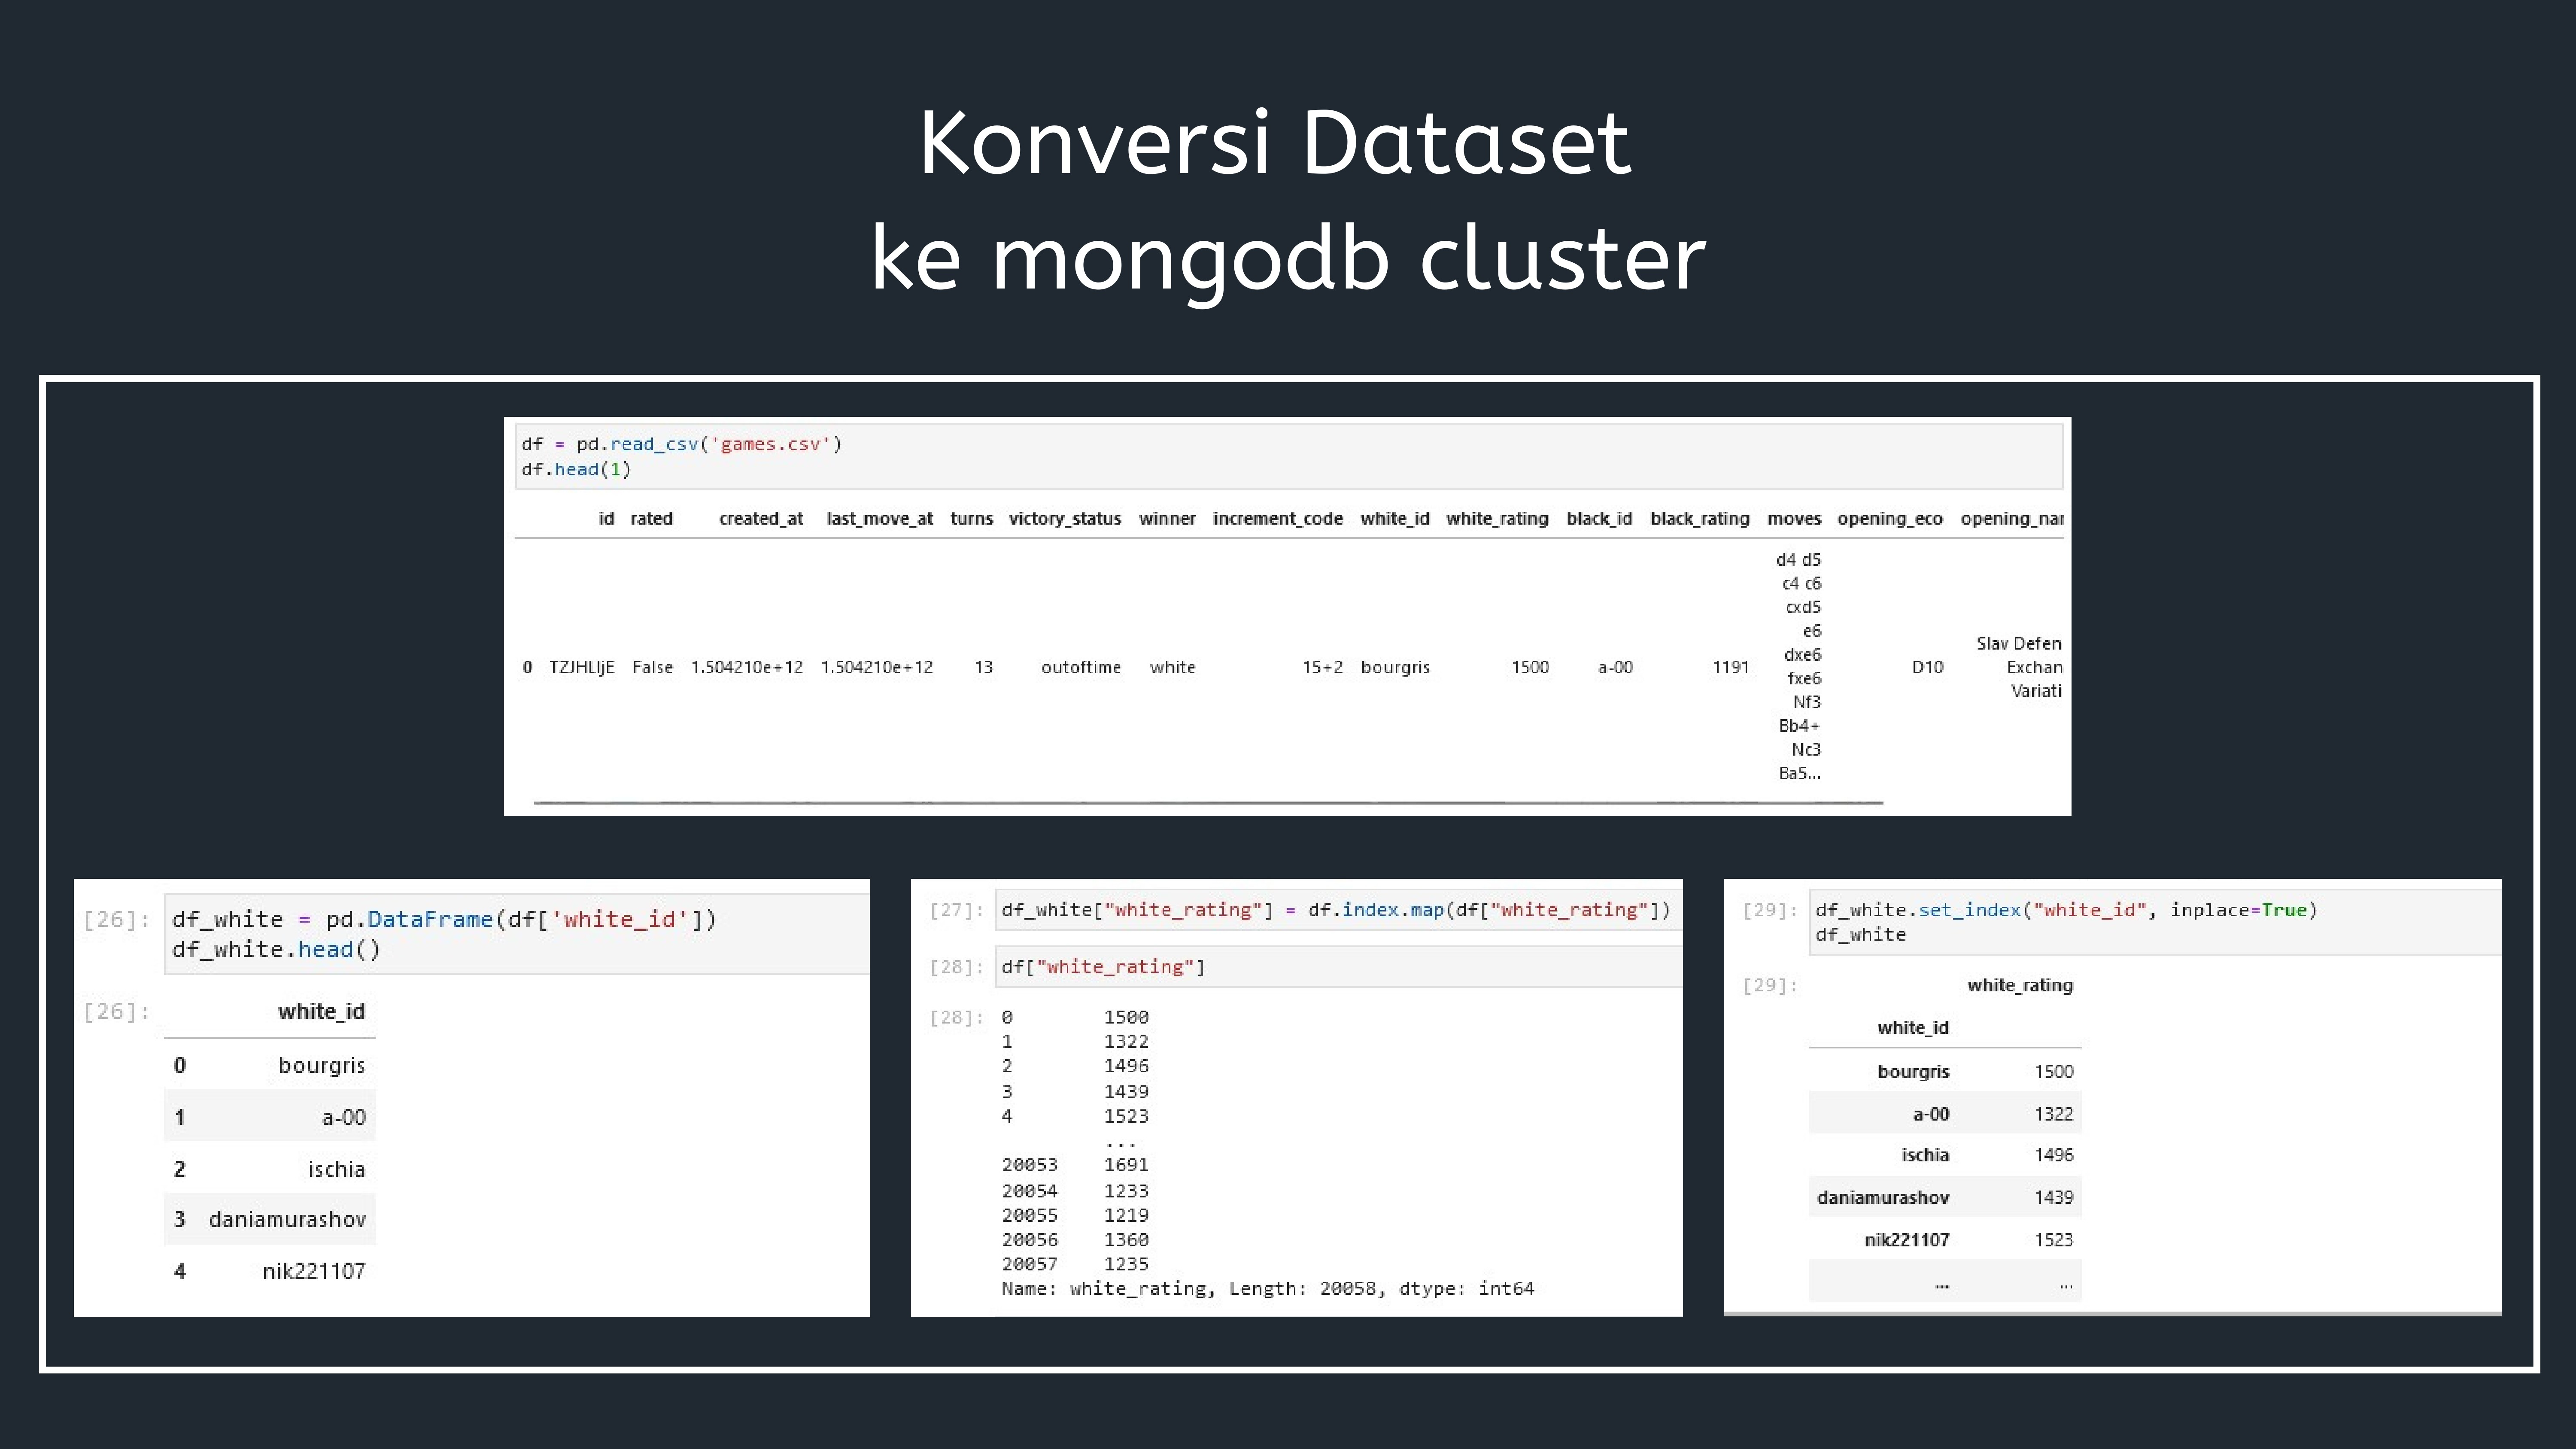 Konversi Dataset
ke mongodb cluster
df = pd.read_csv('games.csv')
df.head(1)
id rated created_at last_move_at turns victory_status winner increment_code white_id white_rating black_id black_rating moves opening_eco opening_nar
d4 d5
c4 c6
cxd5
e6
dxe6
fxe6
Nf3
Bb4+
Nc3
Ba5...
0 TZJHLljE False 1.504210e+12 1.504210e+12 13 outoftime white 15+2 bourgris 1500 a-00 1191 D10
Slav Defen
Exchan
Variati
[26]: df_white = pd.DataFrame(df['white_id'])
df_white.head()
[26]: white_id
0 bourgris
1 a-00
2 ischia
3 daniamurashov
4 nik221107
[27]: df_white["white_rating"] = df.index.map(df["white_rating"])
[28]: df["white_rating"]
[28]: 0 1500
1 1322
2 1496
3 1439
4 1523
...
20053 1691
20054 1233
20055 1219
20056 1360
20057 1235
Name: white_rating, Length: 20058, dtype: int64
[29]: df_white.set_index("white_id", inplace=True)
df_white
[29]: white_rating
white_id
bourgris 1500
a-00 1322
ischia 1496
daniamurashov 1439
nik221107 1523
... ...